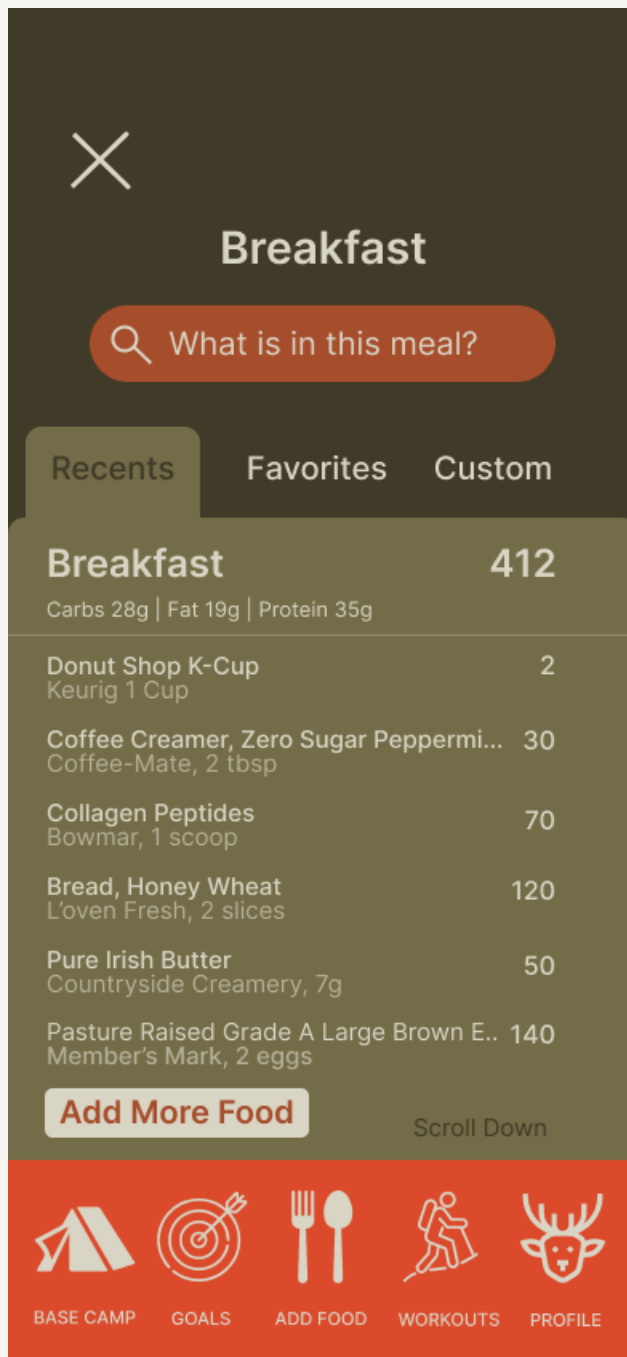 Breakfast
What is in this meal?
Recents Favorites Custom
Breakfast 412
Carbs 28g | Fat 19g | Protein 35g
Donut Shop K-Cup 2
Keurig 1 Cup
Coffee Creamer, Zero Sugar Peppermi... 30
Coffee-Mate, 2 tbsp
Collagen Peptides 70
Bowmar, 1 scoop
Bread, Honey Wheat 120
L'oven Fresh, 2 slices
Pure Irish Butter 50
Countryside Creamery, 7g
Pasture Raised Grade A Large Brown E.. 140
Member's Mark, 2 eggs
Add More Food
Scroll Down
BASE CAMP GOALS ADD FOOD WORKOUTS PROFILE